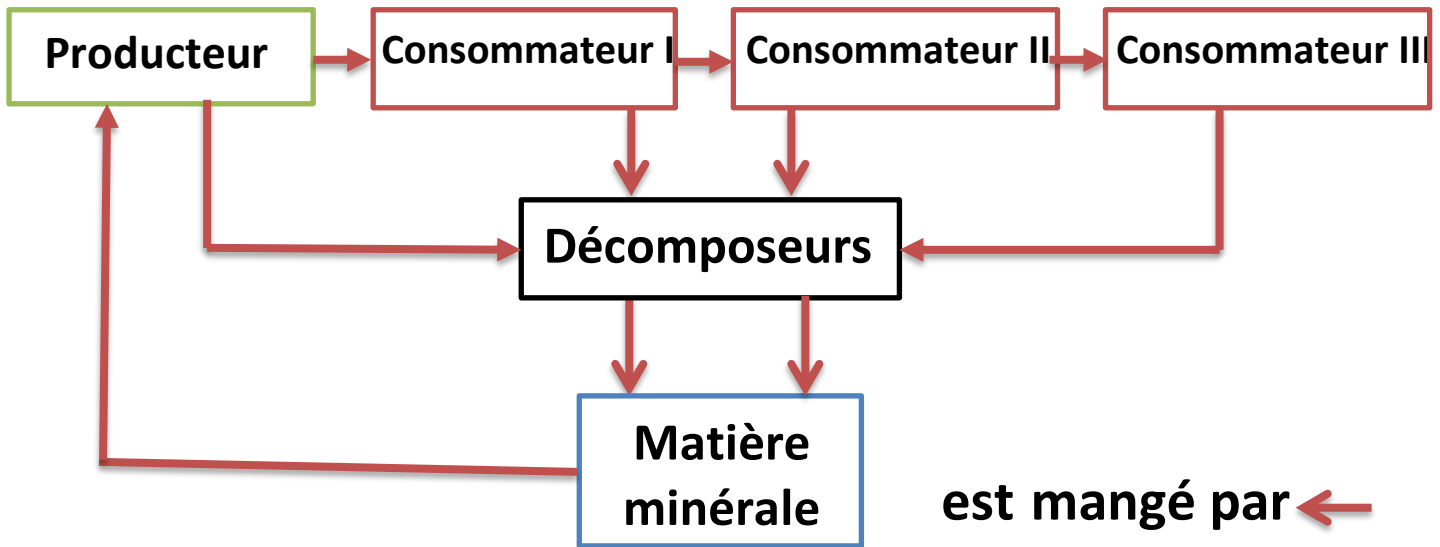 Producteur
Consommateur I
Consommateur II
Consommateur III
Décomposeurs
Matière
minérale
est mangé par